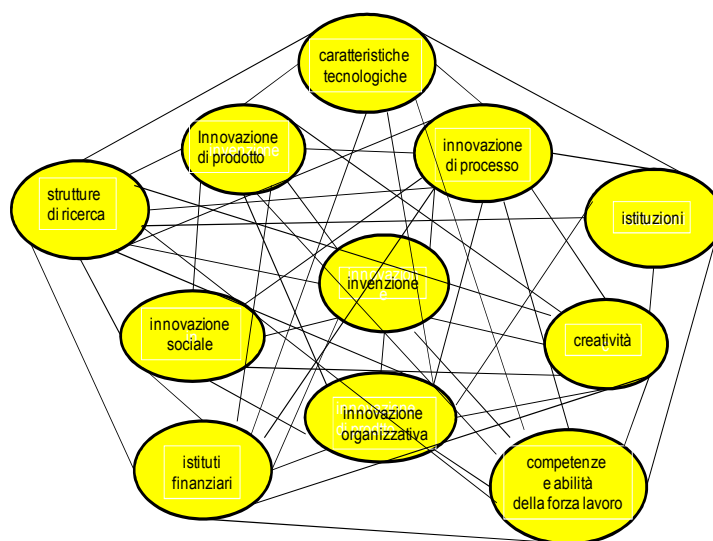 caratteristiche
tecnologiche
Innovazione
di prodotto
innovazione
di processo
strutture
di ricerca
istituzioni
invenzione
innovazione
sociale
creatività
innovazione
organizzativa
istituti
finanziari
competenze
e abilità
della forza lavoro